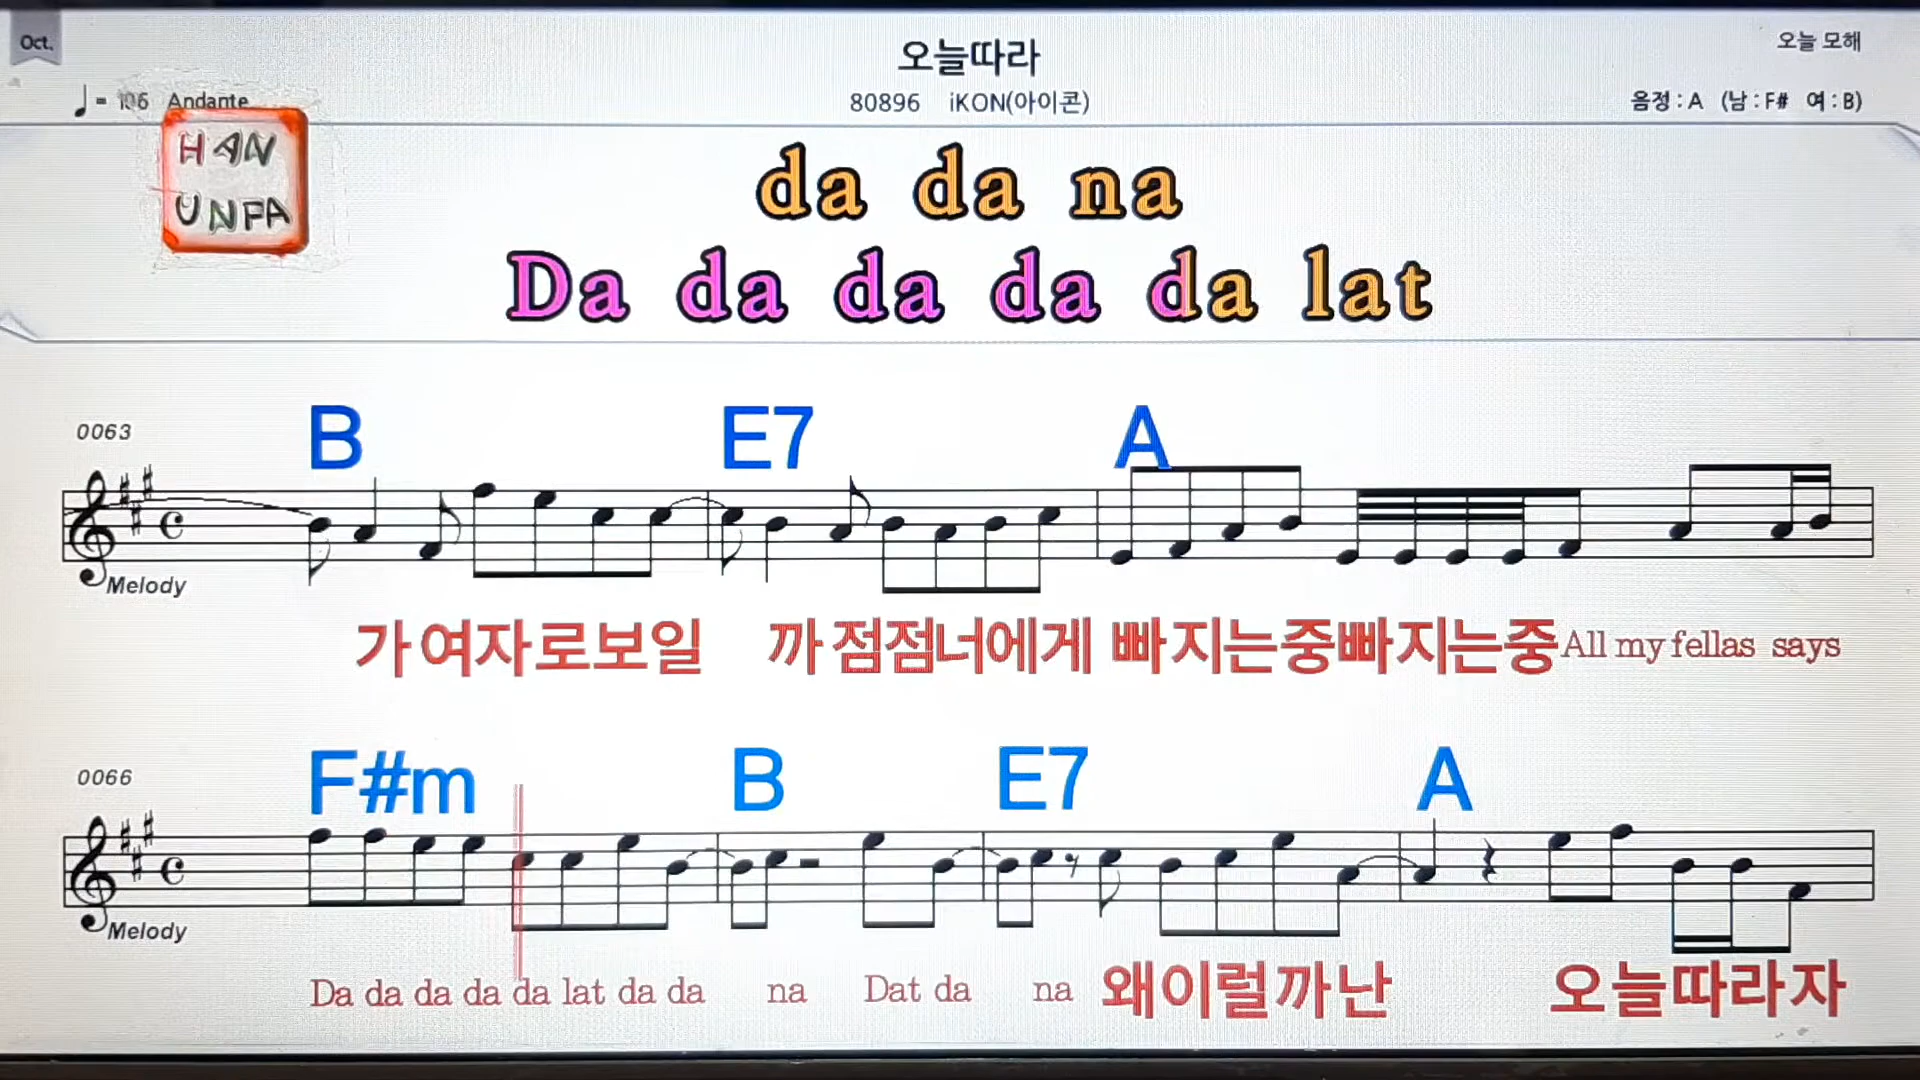 Oct.
오늘따라
오늘 모해
♩= 106 Andante
80896 iKON(아이콘)
음정 : A (남 : F# 여 : B)
HAN
UNFA
da da na
Da da da da da lat
0063
B E7 A
Melody
가 여자로보일 까 점점너에게 빠지는중빠지는중All my fellas says
0066
F#m B E7 A
Melody
Da da da da da lat da da na Dat da na 왜이럴까난 오늘따라자